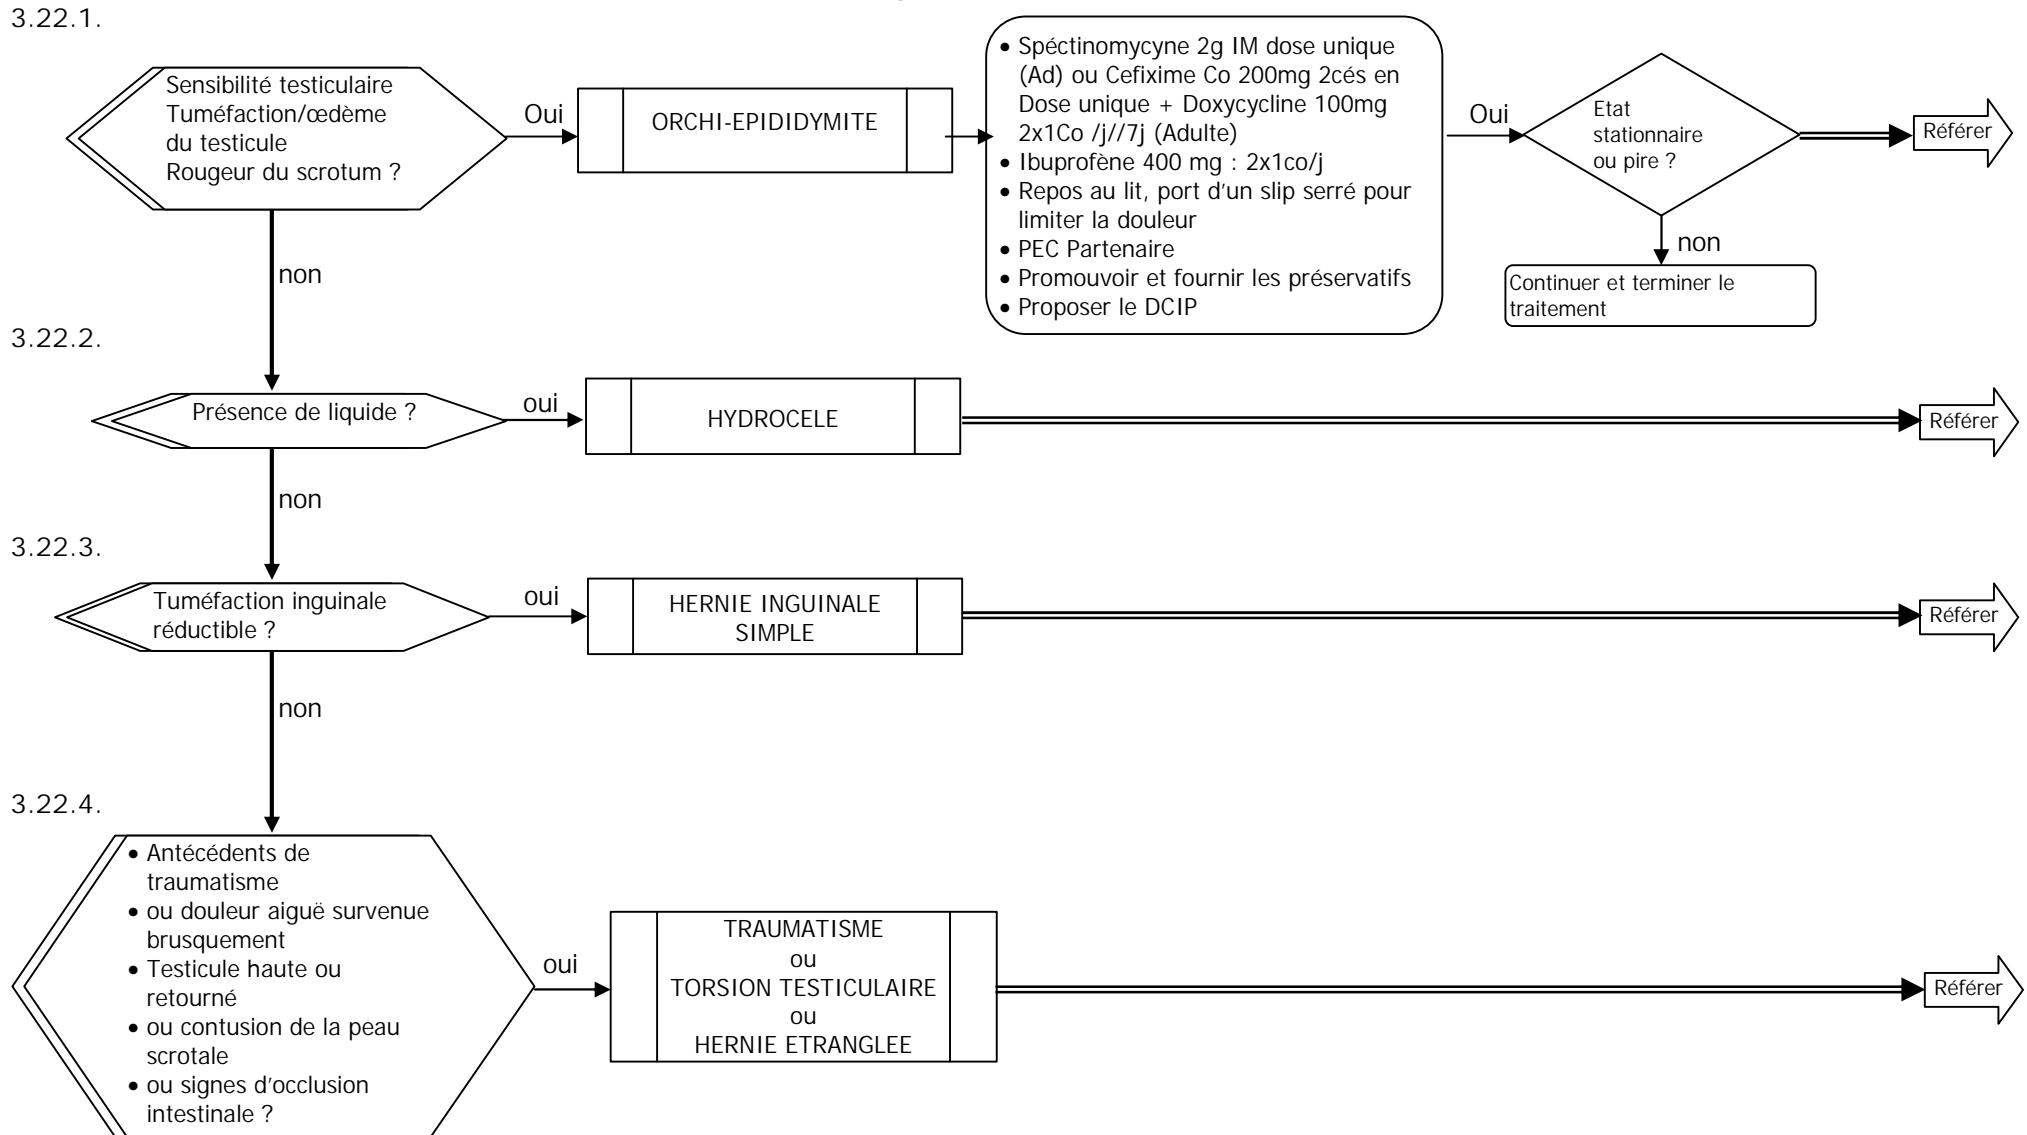 3.22.1.
Sensibilité testiculaire
Tuméfaction/œdème
du testicule
Rougeur du scrotum ?
Oui
ORCHI-EPIDIDYMITE
• Spéctinomycyne 2g IM dose unique
(Ad) ou Cefixime Co 200mg 2cés en
Dose unique + Doxycycline 100mg
2x1Co /j//7j (Adulte)
• Ibuprofène 400 mg : 2x1co/j
• Repos au lit, port d'un slip serré pour
limiter la douleur
• PEC Partenaire
• Promouvoir et fournir les préservatifs
• Proposer le DCIP
Oui
Etat
stationnaire
ou pire ?
Référer
non
Continuer et terminer le
traitement
non
3.22.2.
Présence de liquide ?
oui
HYDROCELE
Référer
non
3.22.3.
Tuméfaction inguinale
réductible ?
oui
HERNIE INGUINALE
SIMPLE
Référer
non
3.22.4.
• Antécédents de
traumatisme
• ou douleur aiguë survenue
brusquement
• Testicule haute ou
retourné
• ou contusion de la peau
scrotale
• ou signes d'occlusion
intestinale ?
oui
TRAUMATISME
ou
TORSION TESTICULAIRE
ou
HERNIE ETRANGLEE
Référer